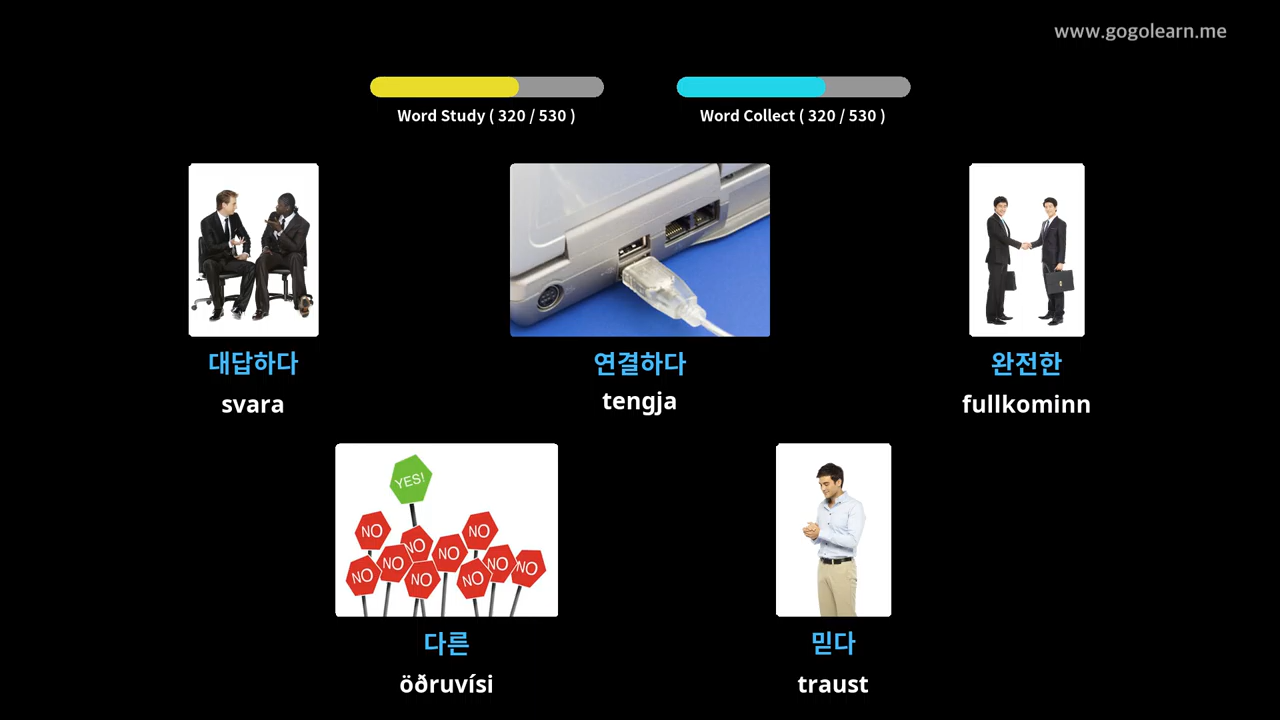 www.gogolearn.me
Word Study ( 320 / 530 )
Word Collect ( 320 / 530 )
대답하다
svara
연결하다
tengja
완전한
fullkominn
YES!
NO
NO
NO
NO
NO
NO
NO
NO
NO
NO
다른
öðruvísi
믿다
traust